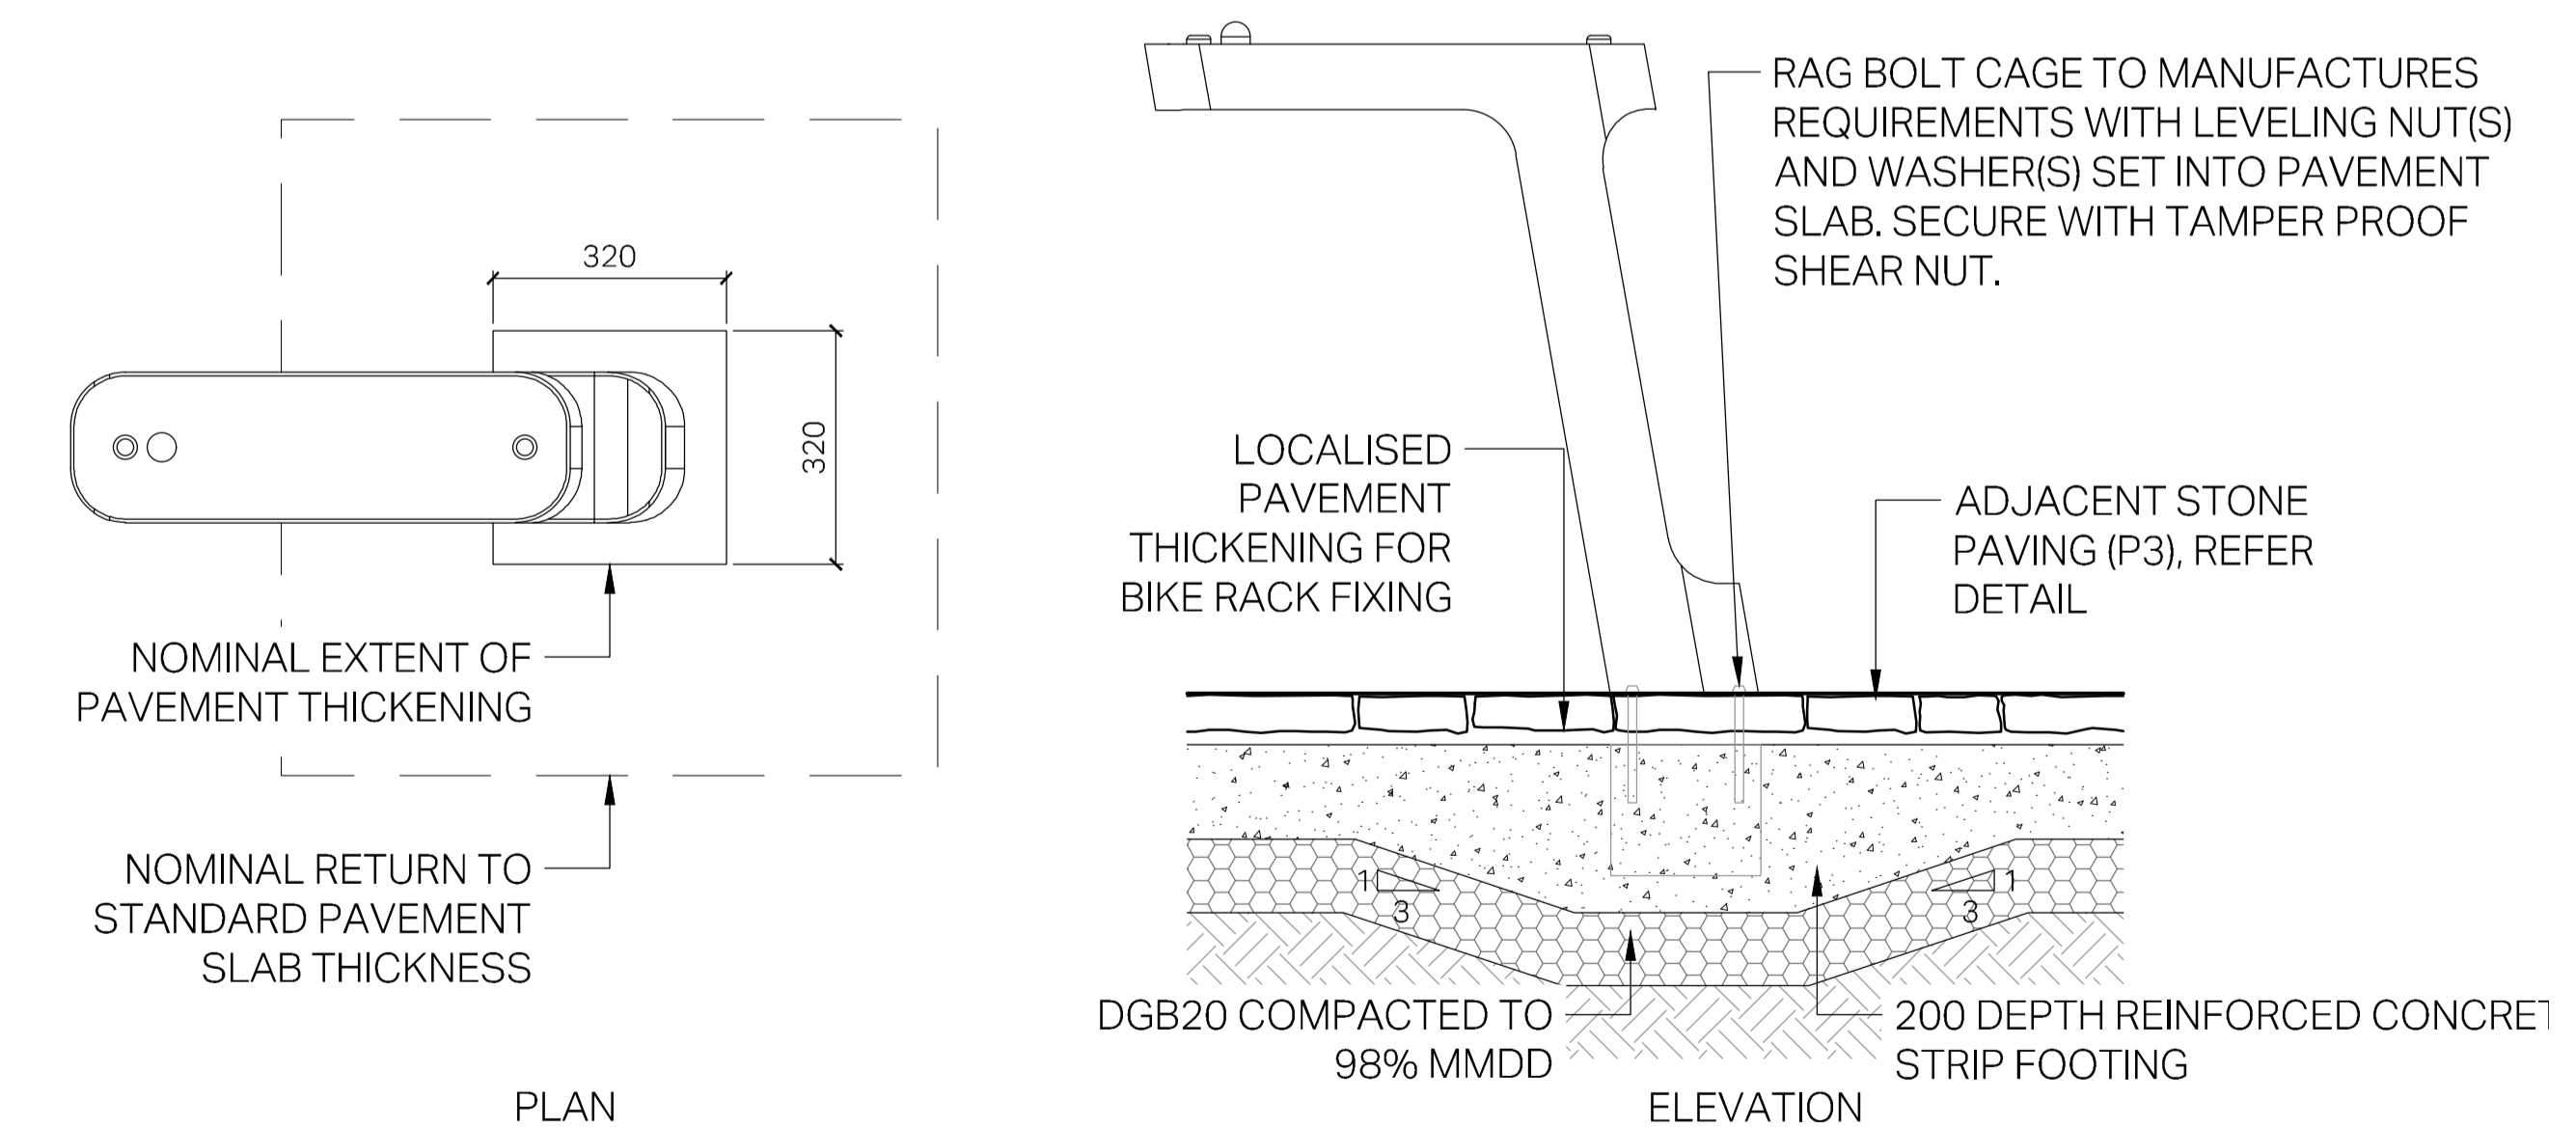 320
320
NOMINAL EXTENT OF
PAVEMENT THICKENING
NOMINAL RETURN TO
STANDARD PAVEMENT
SLAB THICKNESS
PLAN
RAG BOLT CAGE TO MANUFACTURES
REQUIREMENTS WITH LEVELING NUT(S)
AND WASHER(S) SET INTO PAVEMENT
SLAB. SECURE WITH TAMPER PROOF
SHEAR NUT.
LOCALISED
PAVEMENT
THICKENING FOR
BIKE RACK FIXING
ADJACENT STONE
PAVING (P3), REFER
DETAIL
1
3
1
3
DGB20 COMPACTED TO
98% MMDD
200 DEPTH REINFORCED CONCRET
STRIP FOOTING
ELEVATION